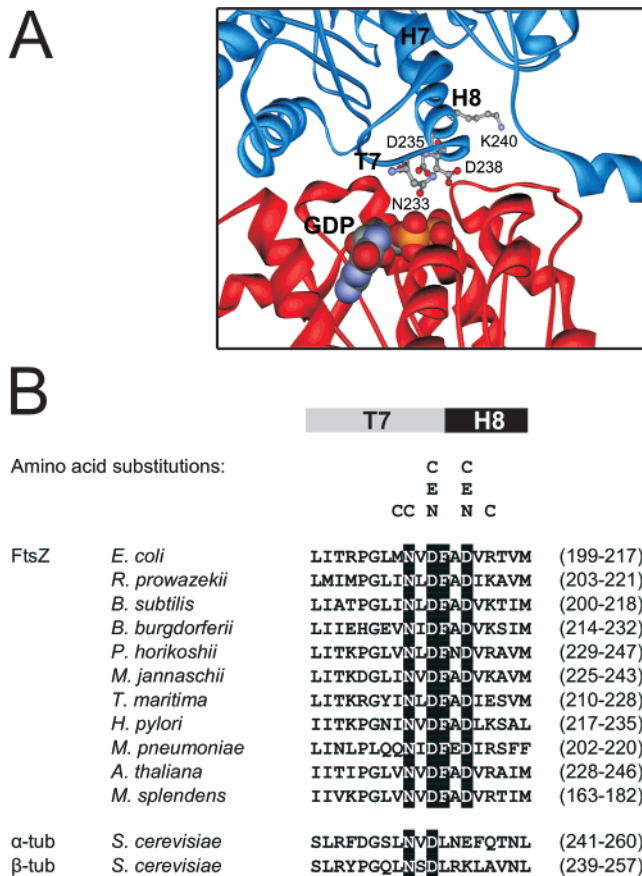 A
H7
H8
D235
K240
T7
D238
N233
GDP
B
T7 H8
Amino acid substitutions: C C
E E
CC N N C
FtsZ E. coli LITRPGLMNVDFADVRTVM (199-217)
R. prowazekii LMIMPGLINLDFADIKAVM (203-221)
B. subtilis LIATPGLINLDFADVKTIM (200-218)
B. burgdorferii LIIEHGEVNIDFADVKSIM (214-232)
P. horikoshii LITKPGLVNLDFNDVRAVM (229-247)
M. jannaschii LITKDGLINVDFADVKAVM (225-243)
T. maritima LITKRGYINLDFADIESVM (210-228)
H. pylori IITKPGNINVDFADLKSAL (217-235)
M. pneumoniae LINLPLQQNIDFEDIRSFF (202-220)
A. thaliana IITIPGLVNVDFADVRAIM (228-246)
M. splendens IIVKPGLVNVDFADVRTIM (163-182)
α-tub S. cerevisiae SLRFDGSLNVDLNEFQTNL (241-260)
β-tub S. cerevisiae SLRYPGQLNSDLRKLAVNL (239-257)